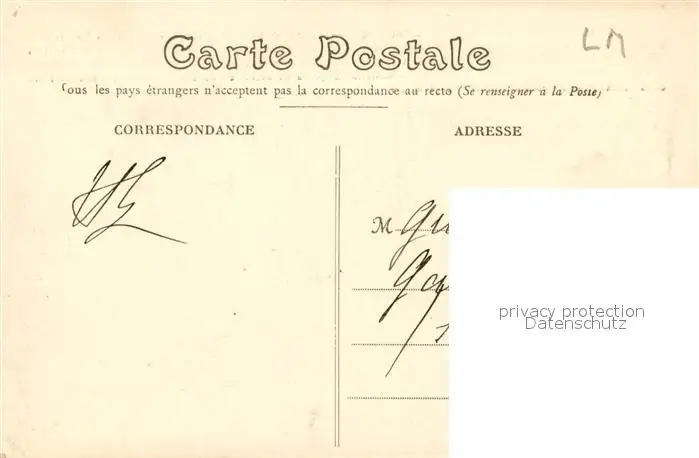 LM
Carte Postale
Tous les pays étrangers n'acceptent pas la correspondance au recto (Se renseigner à la Poste)
CORRESPONDANCE
ADRESSE
M
privacy protection
Datenschutz